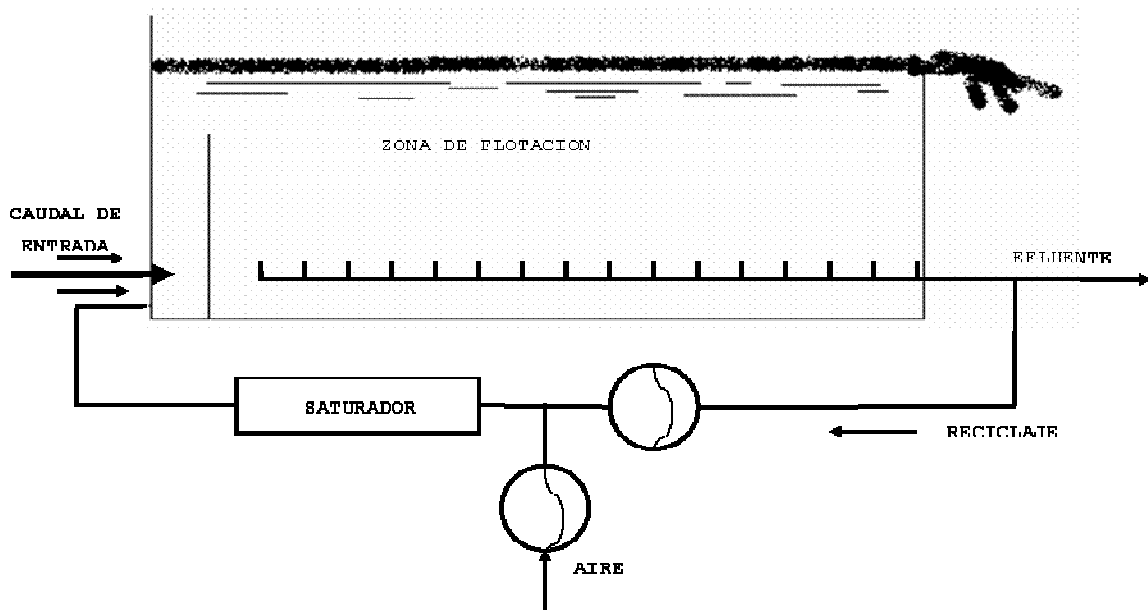 ZONA DE FLOTACION
CAUDAL DE
ENTRADA
EFLUENTE
SATURADOR
RECICLAJE
AIRE